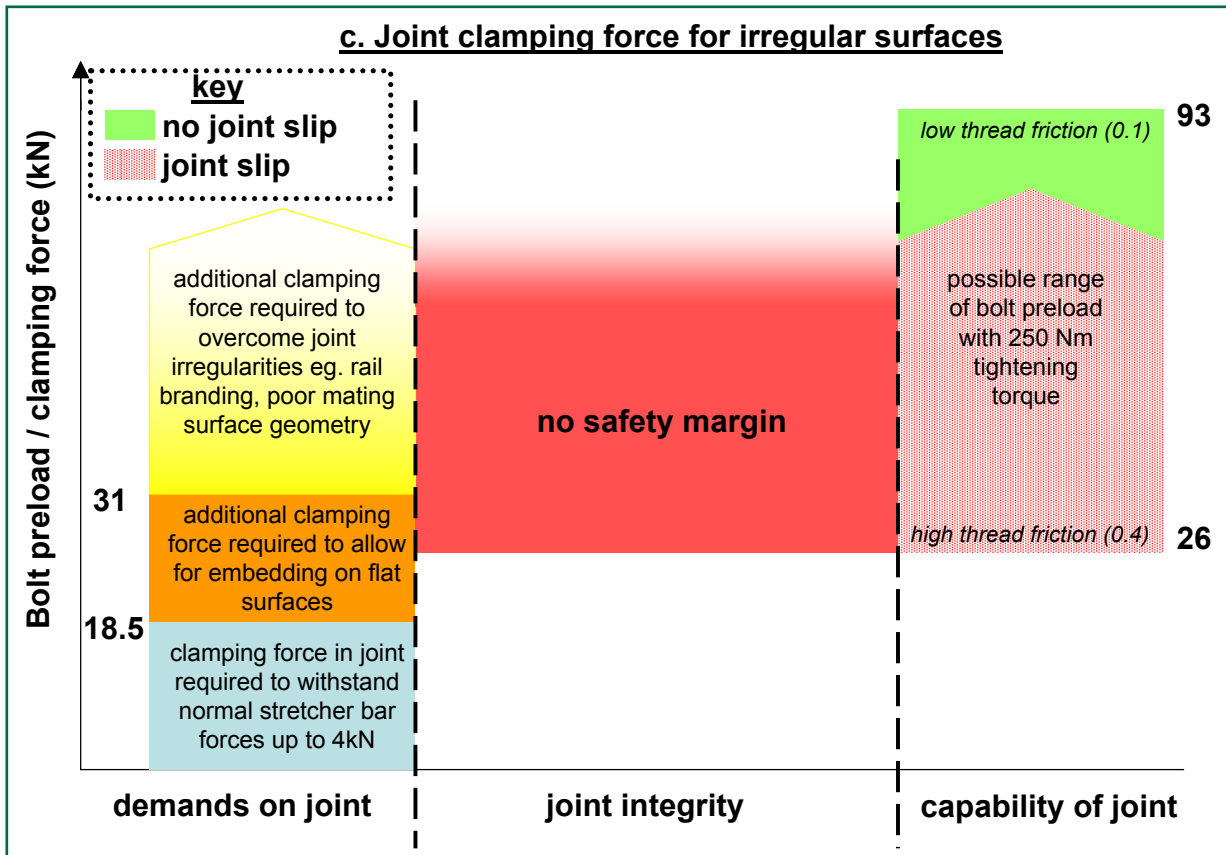 c. Joint clamping force for irregular surfaces
key
no joint slip
joint slip
Bolt preload / clamping force (kN)
additional clamping
force required to
overcome joint
irregularities eg. rail
branding, poor mating
surface geometry
31
additional clamping
force required to allow
for embedding on flat
surfaces
18.5
clamping force in joint
required to withstand
normal stretcher bar
forces up to 4kN
no safety margin
low thread friction (0.1)
93
possible range
of bolt preload
with 250 Nm
tightening
torque
high thread friction (0.4)
26
demands on joint
joint integrity
capability of joint